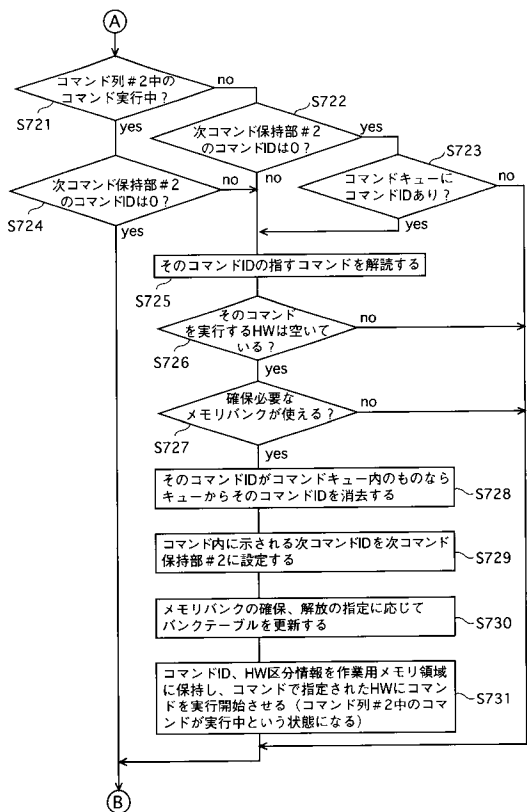 A
コマンド列#2中の
コマンド実行中?
no
S721
yes
S722
次コマンド保持部#2
のコマンドIDは0?
yes
no
S723
コマンドキューに
コマンドIDあり?
no
yes
次コマンド保持部#2
のコマンドIDは0?
no
S724
yes
そのコマンドIDの指すコマンドを解読する
S725
そのコマンド
を実行するHWは空いて
いる?
no
S726
yes
確保必要な
メモリバンクが使える?
no
S727
yes
そのコマンドIDがコマンドキュー内のものなら
キューからそのコマンドIDを消去する
S728
コマンド内に示される次コマンドIDを次コマンド
保持部#2に設定する
S729
メモリバンクの確保、解放の指定に応じて
バンクテーブルを更新する
S730
コマンドID、HW区分情報を作業用メモリ領域
に保持し、コマンドで指定されたHWにコマンド
を実行開始させる(コマンド列#2中のコマ
ンドが実行中という状態になる)
S731
B